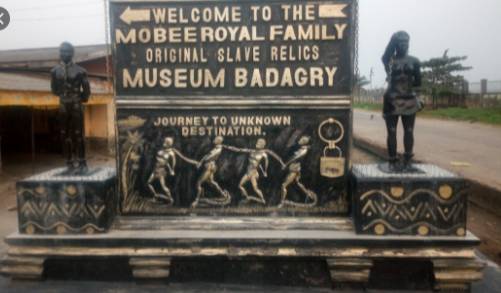 WELCOME TO THE
MOBEE ROYAL FAMILY
ORIGINAL SLAVE RELICS
MUSEUM BADAGRY
JOURNEY TO UNKNOWN
DESTINATION.